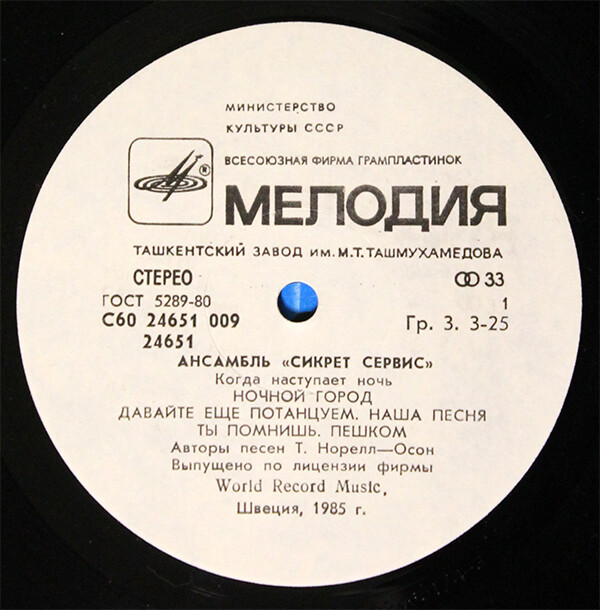 МИНИСТЕРСТВО
КУЛЬТУРЫ СССР
ВСЕСОЮЗНАЯ ФИРМА ГРАМПЛАСТИНОК
®
МЕЛОДИЯ
ТАШКЕНТСКИЙ ЗАВОД ИМ. М.Т. ТАШМУХАМЕДОВА
СТЕРЕО 33
ГОСТ 5289-80 1
С60 24651 009 Гр. 3. 3-25
24651
АНСАМБЛЬ «СИКРЕТ СЕРВИС»
Когда наступает ночь
НОЧНОЙ ГОРОД
ДАВАЙТЕ ЕЩЕ ПОТАНЦУЕМ. НАША ПЕСНЯ
ТЫ ПОМНИШЬ. ПЕШКОМ
Авторы песен Т. Норелл—Осон
Выпущено по лицензии фирмы
World Record Music,
Швеция, 1985 г.